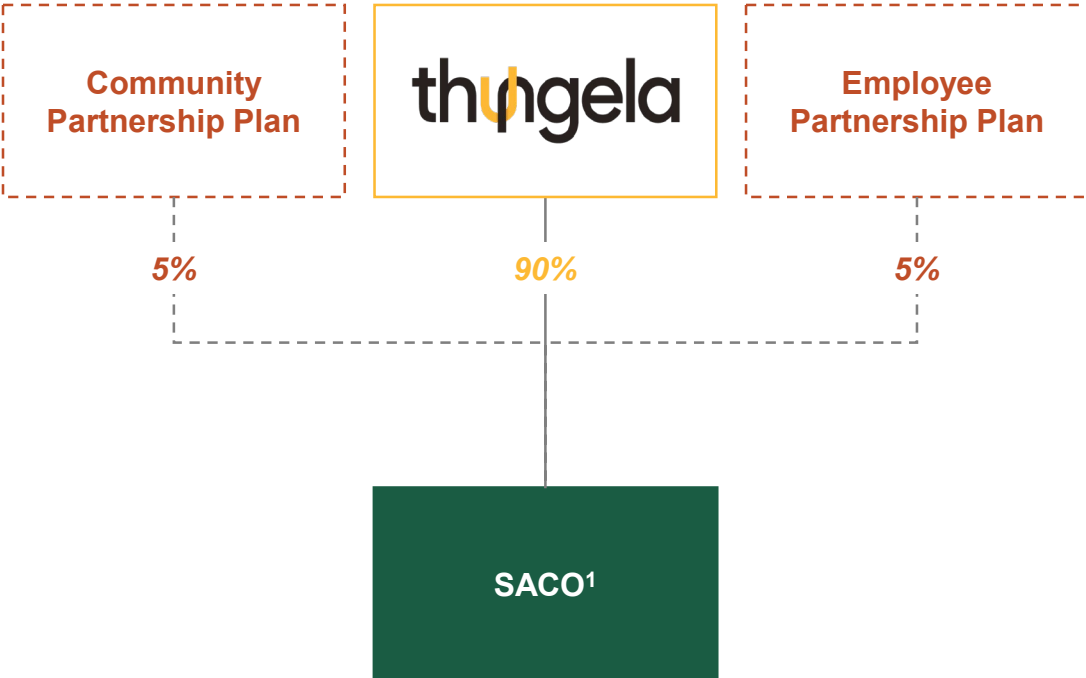 Community
Partnership Plan
thungela
Employee
Partnership Plan
5%
90%
5%
SACO¹